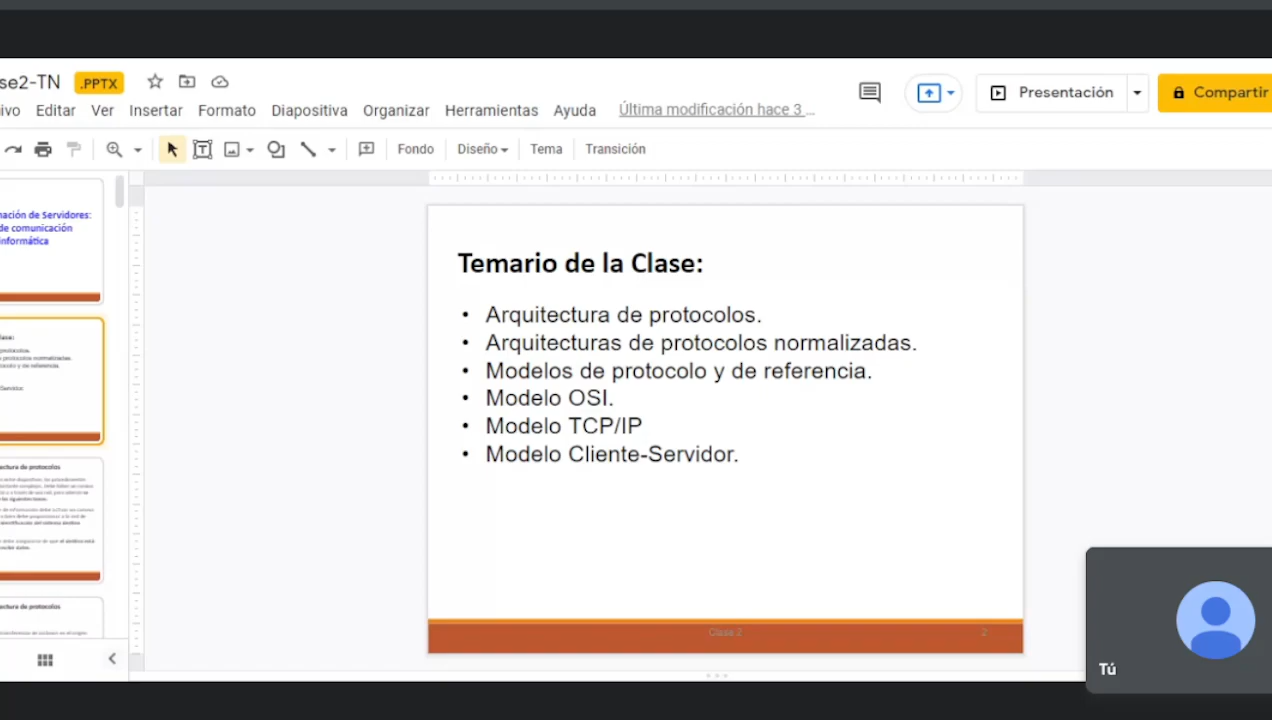 se2-TN .PPTX
ivo Editar Ver Insertar Formato Diapositiva Organizar Herramientas Ayuda Última modificación hace 3 ...
Presentación
Compartir
Fondo Diseño Tema Transición
nación de Servidores:
de comunicación
informática
Temario de la Clase:
• Arquitectura de protocolos.
• Arquitecturas de protocolos normalizadas.
• Modelos de protocolo y de referencia.
• Modelo OSI.
• Modelo TCP/IP
• Modelo Cliente-Servidor.
Clase 2
2
ctura de protocolos
ctura de protocolos
Tú